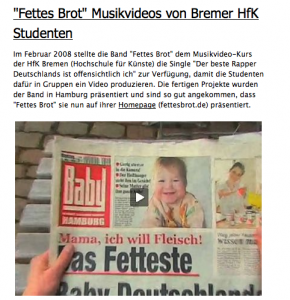 "Fettes Brot" Musikvideos von Bremer HfK
Studenten
Im Februar 2008 stellte die Band "Fettes Brot" dem Musikvideo-Kurs
der HfK Bremen (Hochschule für Künste) die Single "Der beste Rapper
Deutschlands ist offensichtlich ich" zur Verfügung, damit die Studenten
dafür in Gruppen ein Video produzieren. Die fertigen Projekte wurden
der Band in Hamburg präsentiert und sind so gut angekommen, dass
"Fettes Brot" sie nun auf ihrer Homepage (fettesbrot.de) präsentiert.
Baby
HAMBURG
Mama, ich will Fleisch!
das Fetteste
Baby Deutschlands